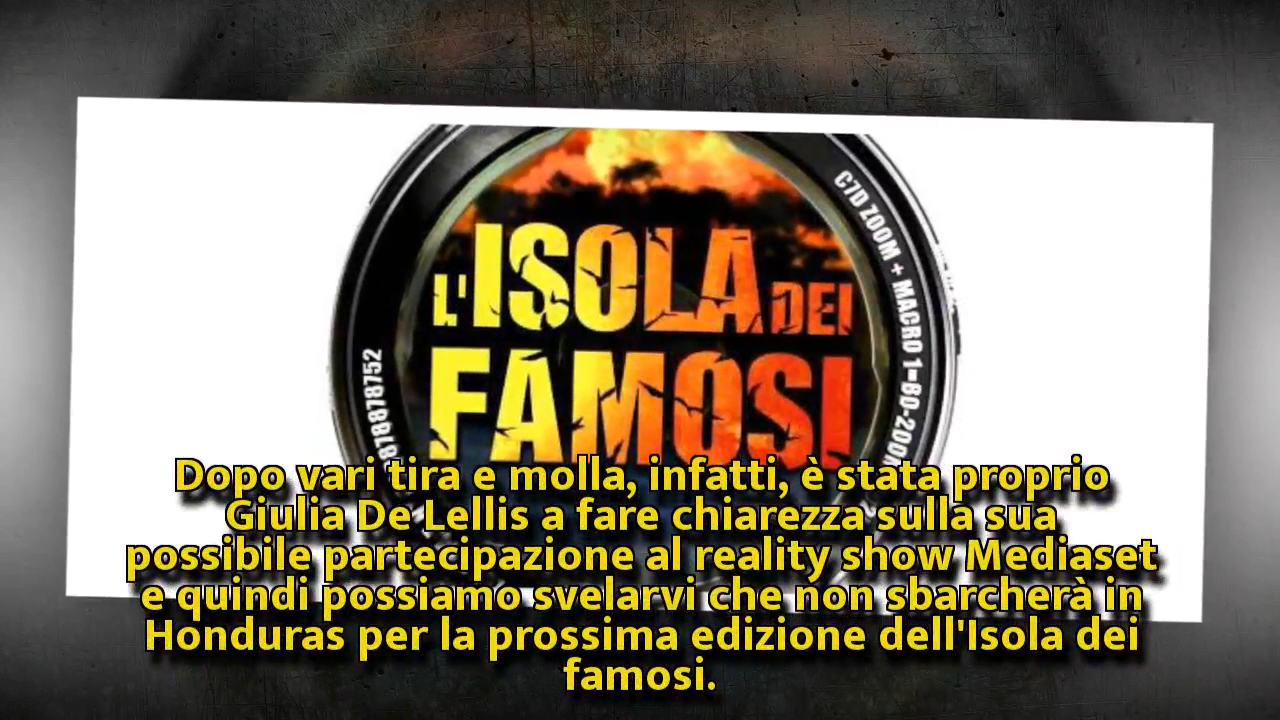 C7D ZOOM + MACRO 1=80-200
L'ISOLA DEI
FAMOSI
878878752
Dopo vari tira e molla, infatti, è stata proprio
Giulia De Lellis a fare chiarezza sulla sua
possibile partecipazione al reality show Mediaset
e quindi possiamo svelarvi che non sbarcherà in
Honduras per la prossima edizione dell'Isola dei
famosi.